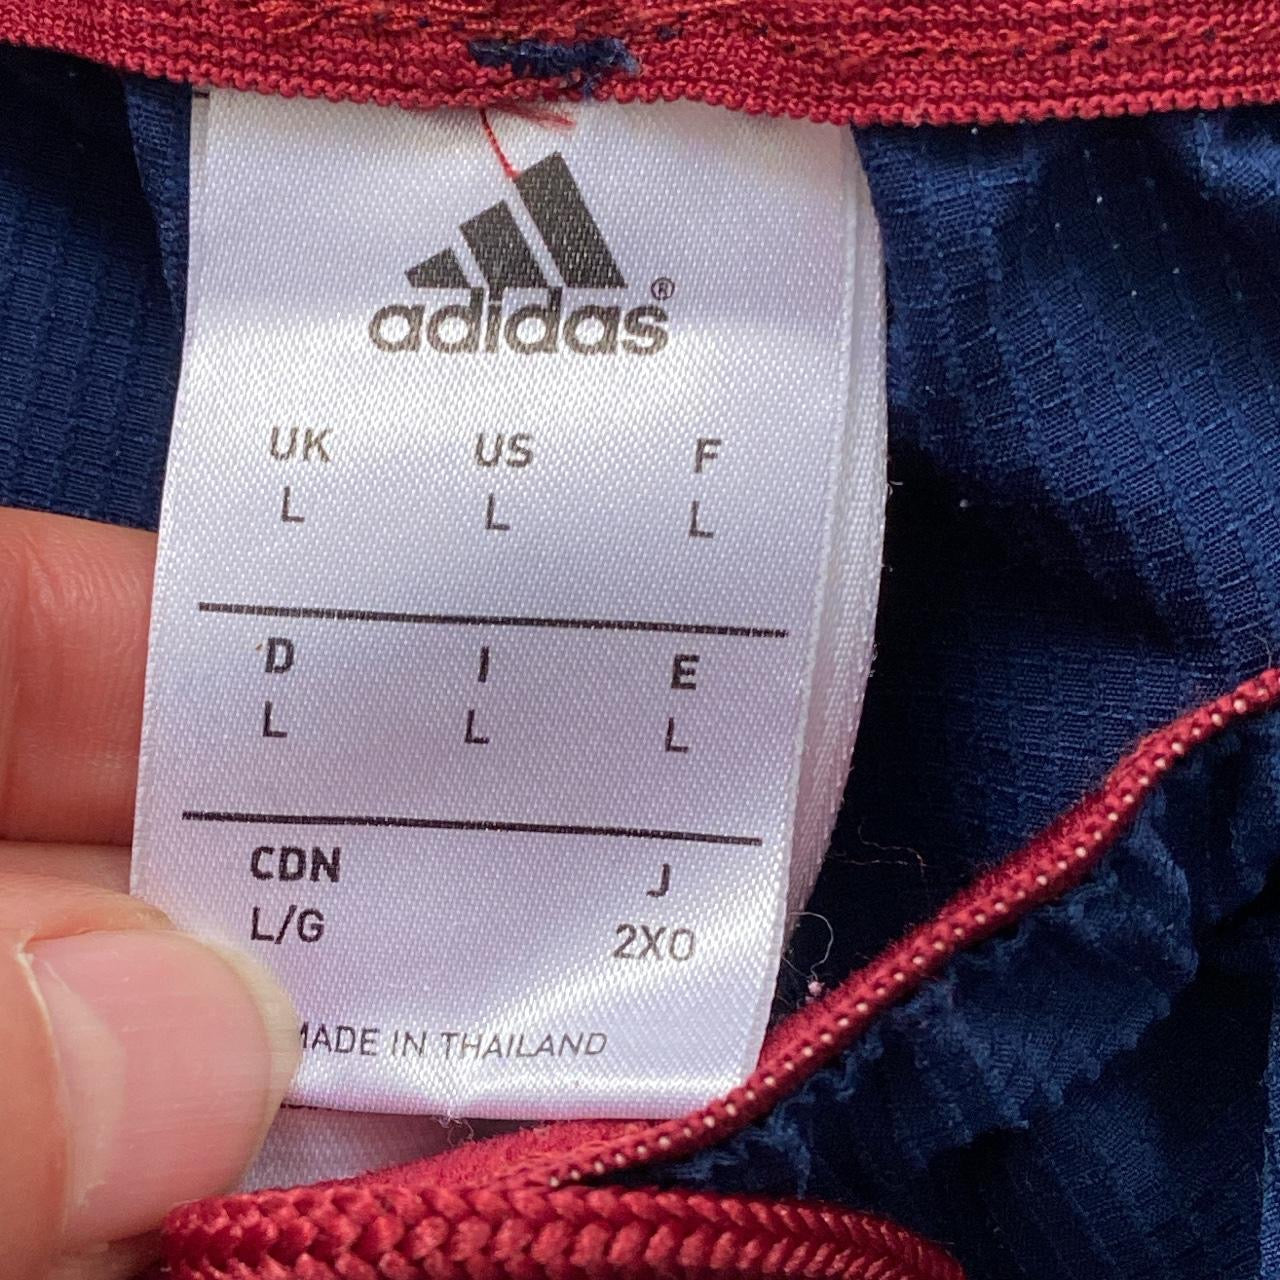 adidas®
UK US F
L L L
D I E
L L L
CDN J
L/G 2XO
MADE IN THAILAND